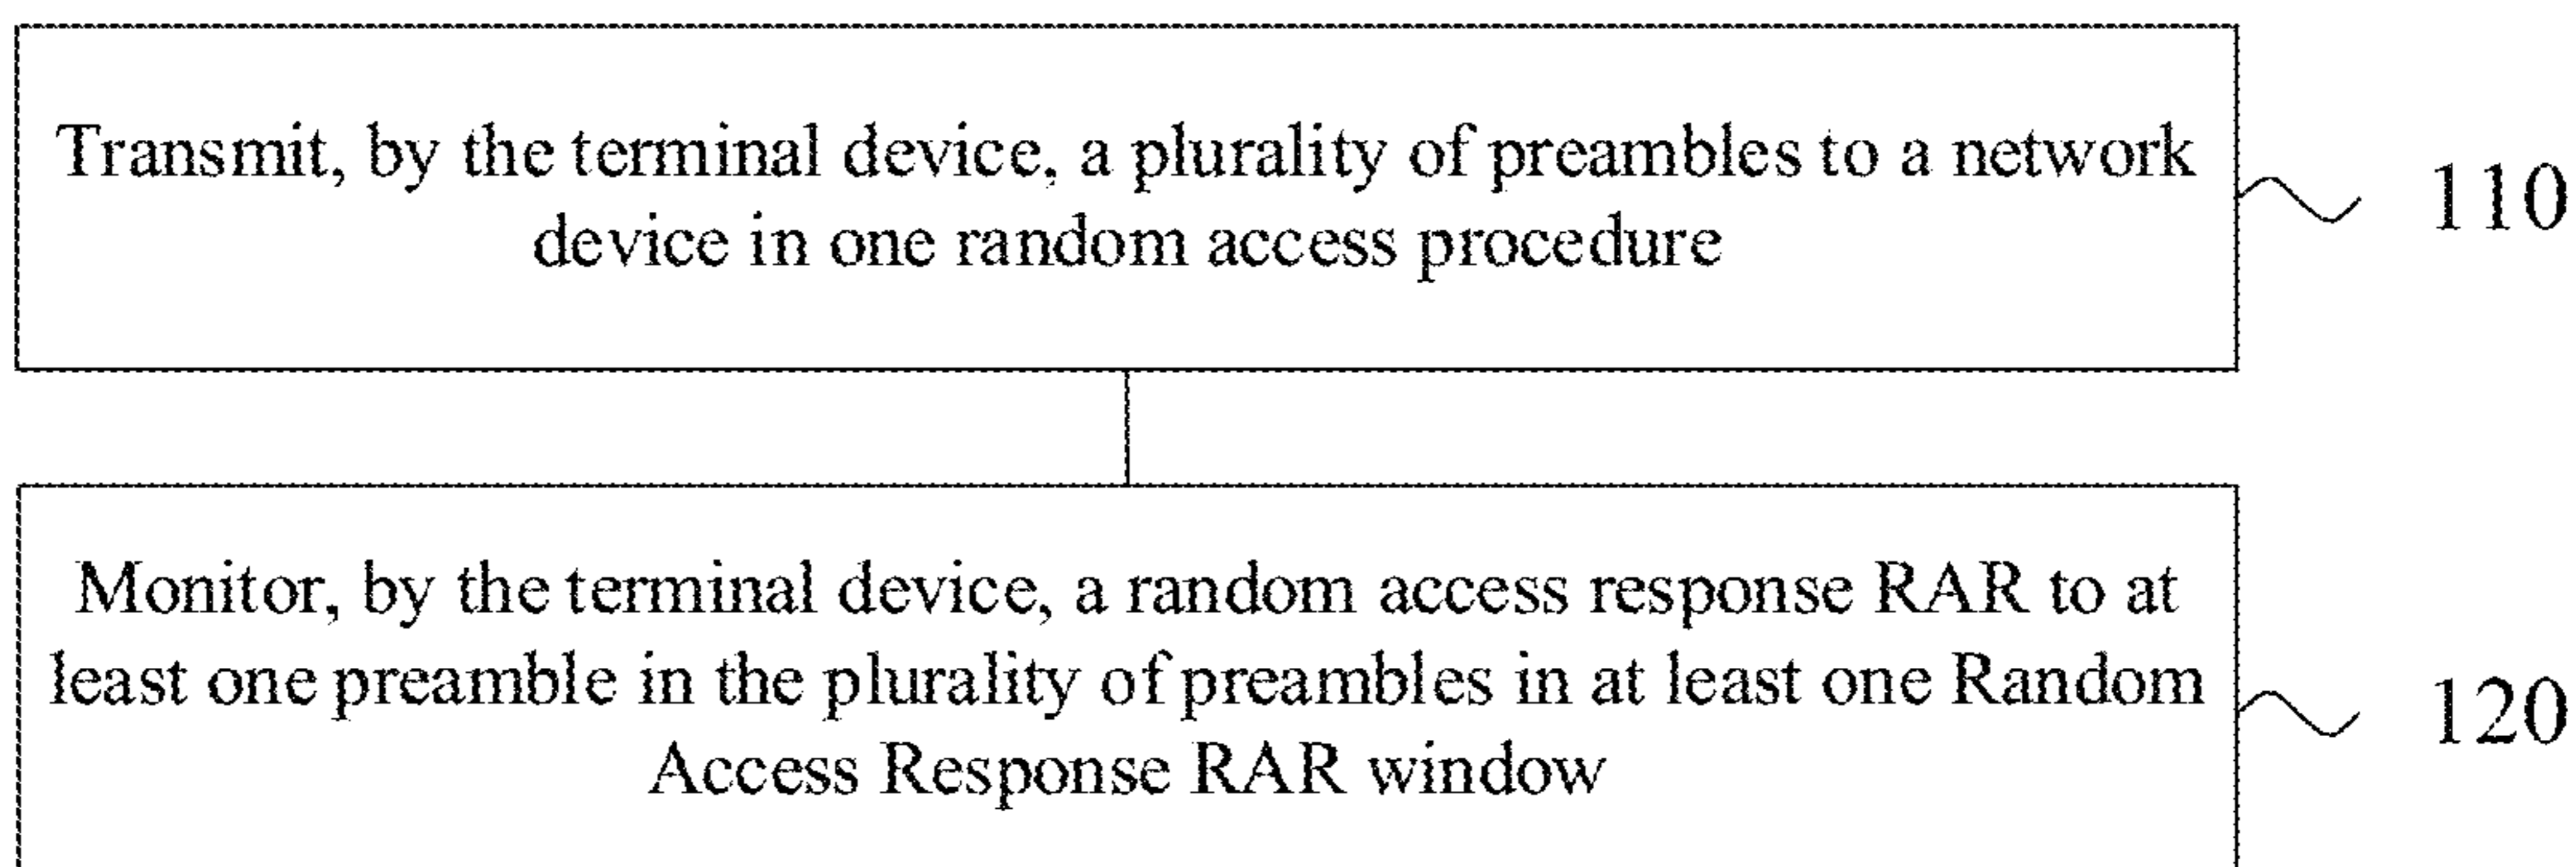 Transmit, by the terminal device, a plurality of preambles to a network
device in one random access procedure
110
Monitor, by the terminal device, a random access response RAR to at
least one preamble in the plurality of preambles in at least one Random
Access Response RAR window
120